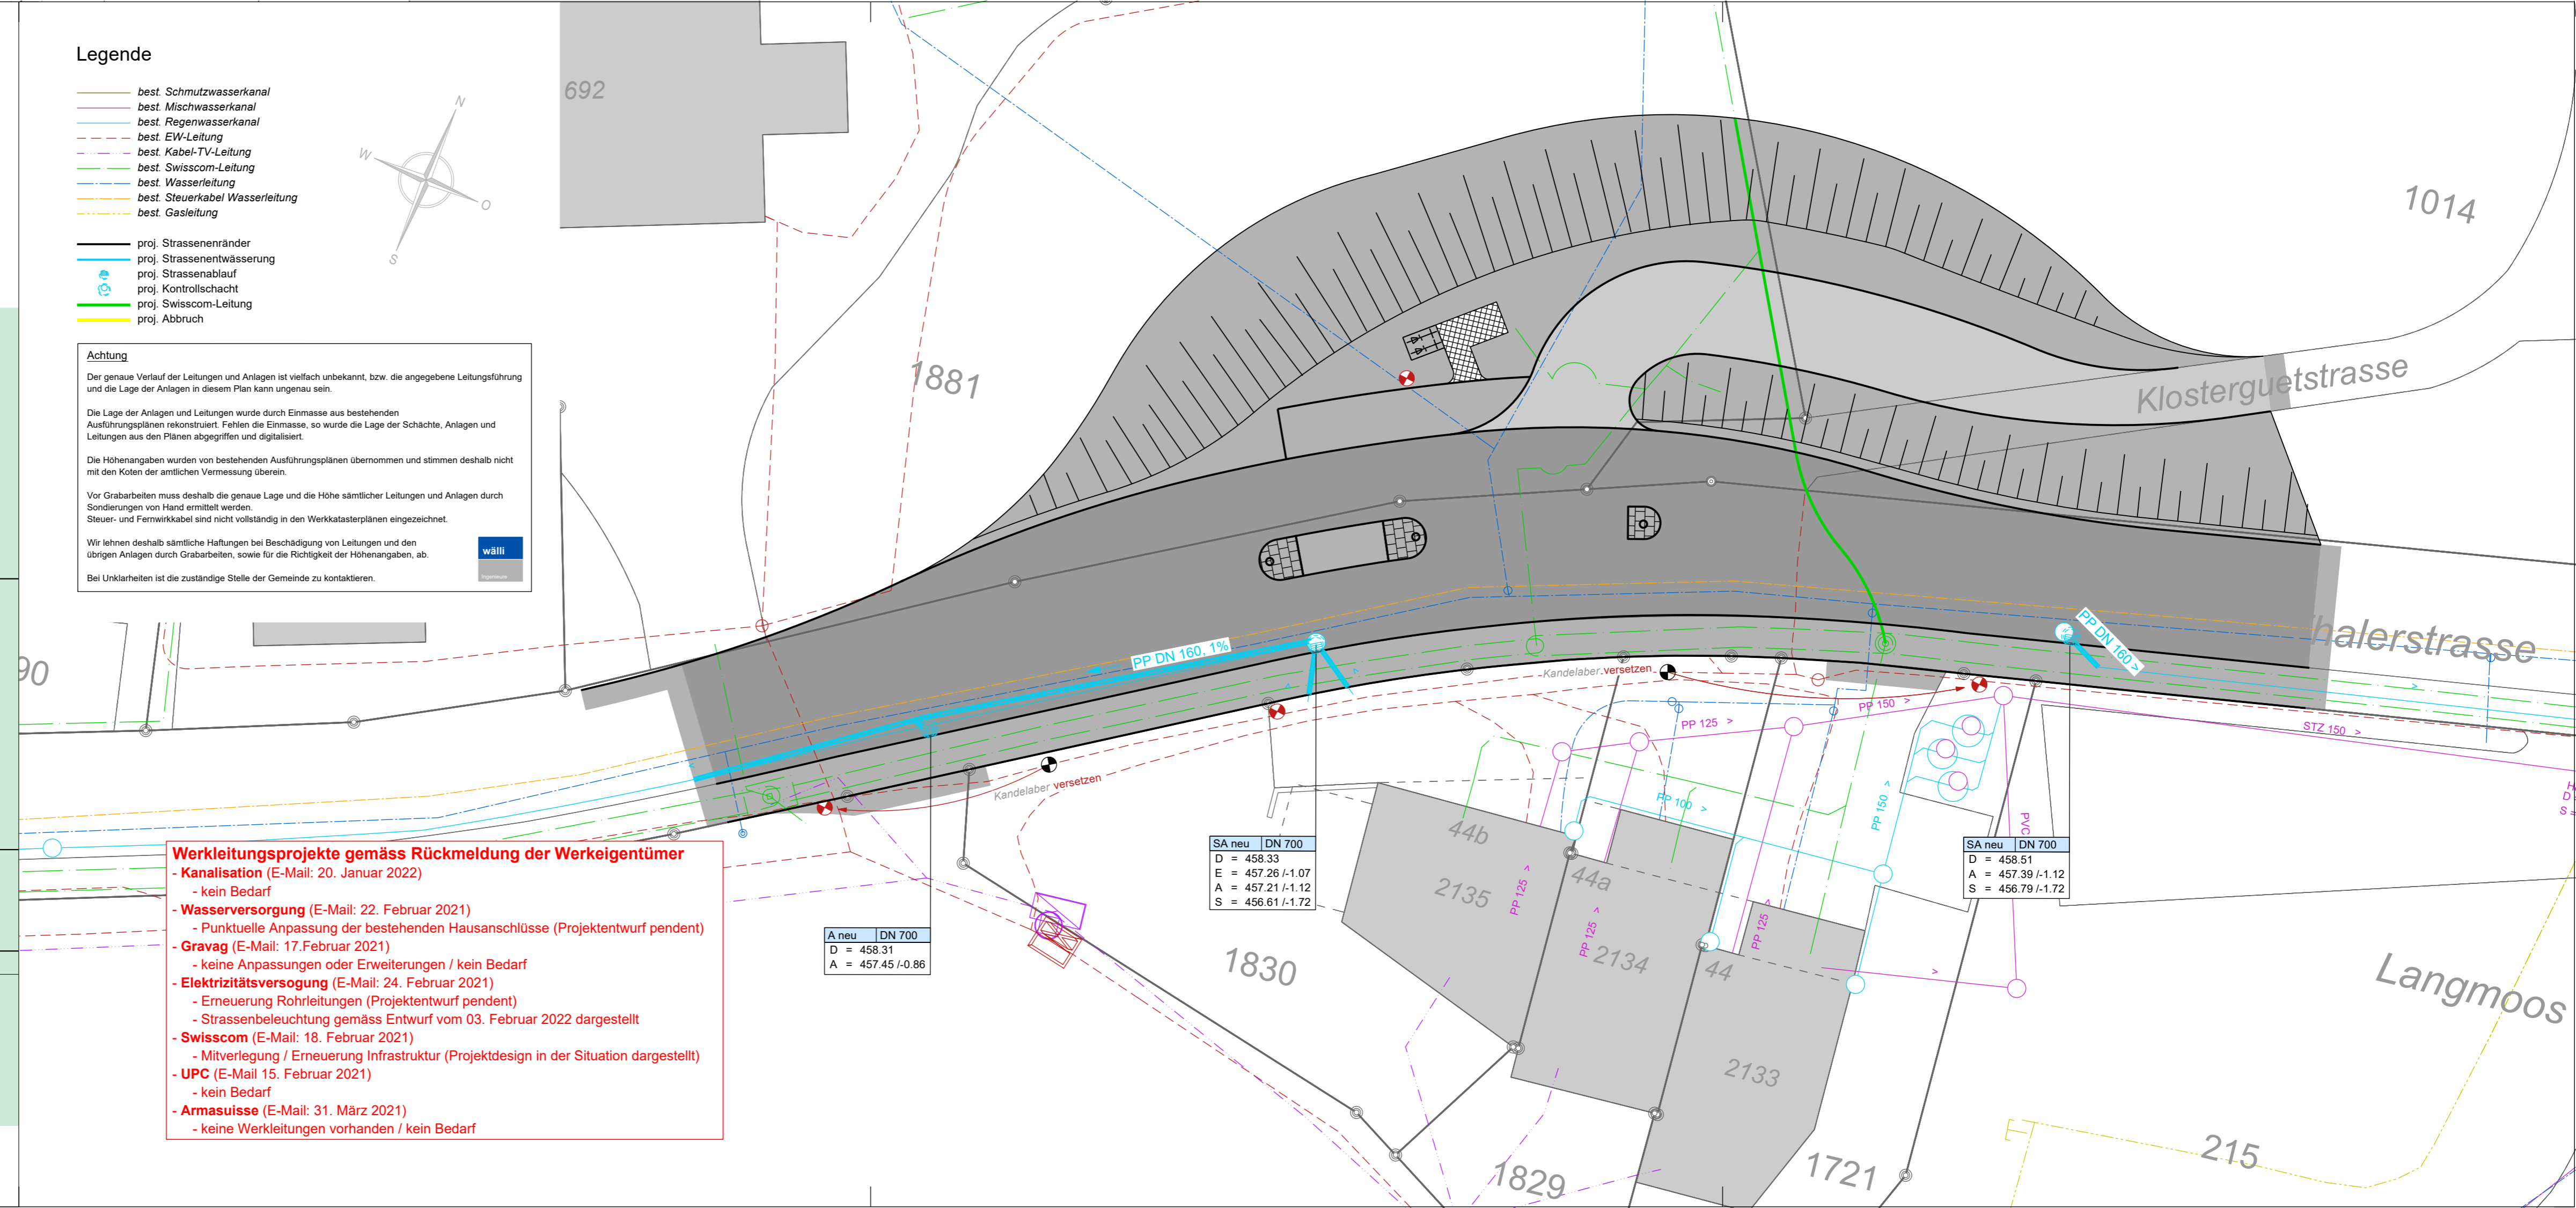 Legende
best. Schmutzwasserkanal
best. Mischwasserkanal
best. Regenwasserkanal
best. EW-Leitung
best. Kabel-TV-Leitung
best. Swisscom-Leitung
best. Wasserleitung
best. Steuerkabel Wasserleitung
best. Gasleitung
proj. Strassenränder
proj. Strassenentwässerung
proj. Strassenablauf
proj. Kontrollschacht
proj. Swisscom-Leitung
proj. Abbruch
N
W
O
S
Achtung
Der genaue Verlauf der Leitungen und Anlagen ist vielfach unbekannt, bzw. die angegebene Leitungsführung
und die Lage der Anlagen in diesem Plan kann ungenau sein.
Die Lage der Anlagen und Leitungen wurde durch Einmasse aus bestehenden
Ausführungsplänen rekonstruiert. Fehlen die Einmasse, so wurde die Lage der Schächte, Anlagen und
Leitungen aus den Plänen abgegriffen und digitalisiert.
Die Höhenangaben wurden von bestehenden Ausführungsplänen übernommen und stimmen deshalb nicht
mit den Koten der amtlichen Vermessung überein.
Vor Grabarbeiten muss deshalb die genaue Lage und die Höhe sämtlicher Leitungen und Anlagen durch
Sondierungen von Hand ermittelt werden.
Steuer- und Fernwirkkabel sind nicht vollständig in den Werkkatasterplänen eingezeichnet.
Wir lehnen deshalb sämtliche Haftungen bei Beschädigung von Leitungen und den
übrigen Anlagen durch Grabarbeiten, sowie für die Richtigkeit der Höhenangaben, ab.
Bei Unklarheiten ist die zuständige Stelle der Gemeinde zu kontaktieren.
wälli
Ingenieure
692
1881
1014
Klosterguetstrasse
halerstrasse
90
PP DN 160, 1%
PP DN 160 >
Kandelaber versetzen
Kandelaber versetzen
PP 125 >
PP 150 >
STZ 150 >
PP 100 >
PP 150 >
PVC
PP 125 >
PP 125 >
PP 125 >
44b
2135
44a
2134
44
2133
1830
1829
1721
215
Langmoos
H
D
S
A neu DN 700
D = 458.31
A = 457.45 /-0.86
SA neu DN 700
D = 458.33
E = 457.26 /-1.07
A = 457.21 /-1.12
S = 456.61 /-1.72
SA neu DN 700
D = 458.51
A = 457.39 /-1.12
S = 456.79 /-1.72
Werkleitungsprojekte gemäss Rückmeldung der Werkeigentümer
- Kanalisation (E-Mail: 20. Januar 2022)
- kein Bedarf
- Wasserversorgung (E-Mail: 22. Februar 2021)
- Punktuelle Anpassung der bestehenden Hausanschlüsse (Projektentwurf pendent)
- Gravag (E-Mail: 17.Februar 2021)
- keine Anpassungen oder Erweiterungen / kein Bedarf
- Elektrizitätsversogung (E-Mail: 24. Februar 2021)
- Erneuerung Rohrleitungen (Projektentwurf pendent)
- Strassenbeleuchtung gemäss Entwurf vom 03. Februar 2022 dargestellt
- Swisscom (E-Mail: 18. Februar 2021)
- Mitverlegung / Erneuerung Infrastruktur (Projektdesign in der Situation dargestellt)
- UPC (E-Mail 15. Februar 2021)
- kein Bedarf
- Armasuisse (E-Mail: 31. März 2021)
- keine Werkleitungen vorhanden / kein Bedarf